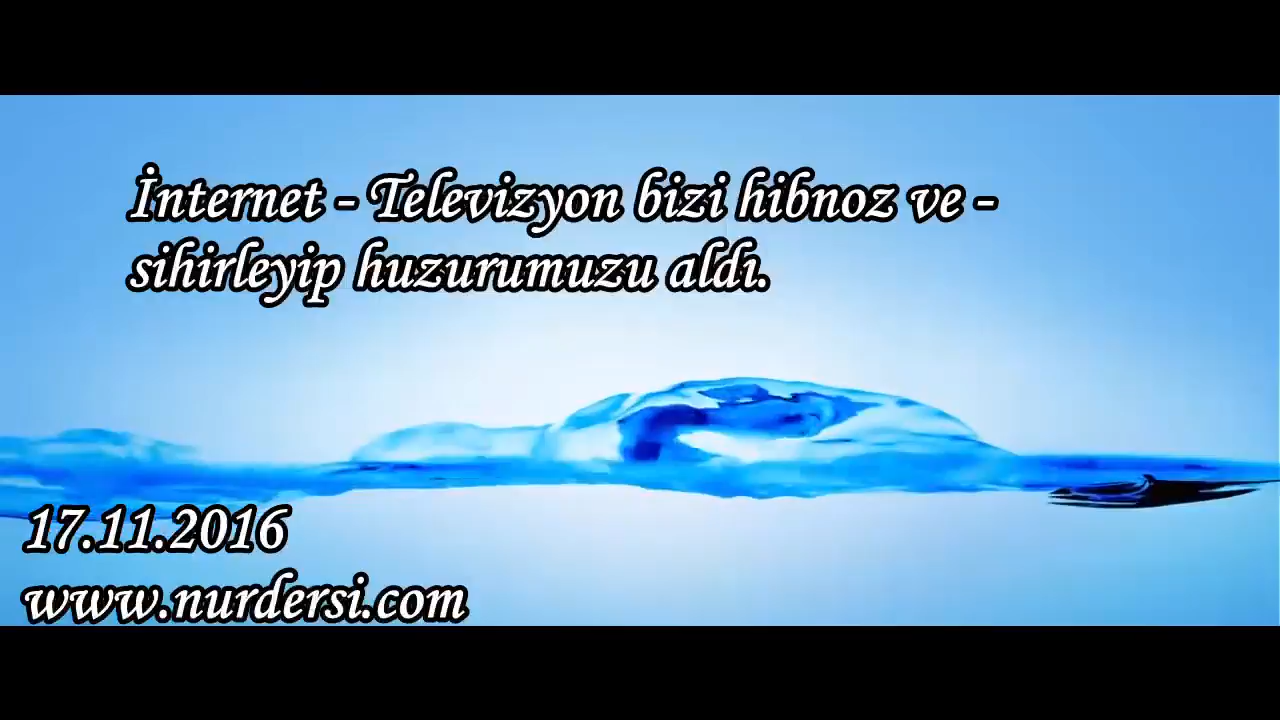 İnternet - Televizyon bizi hibnoz ve -
sihirleyip huzurumuzu aldı.
17.11.2016
www.nurdersi.com